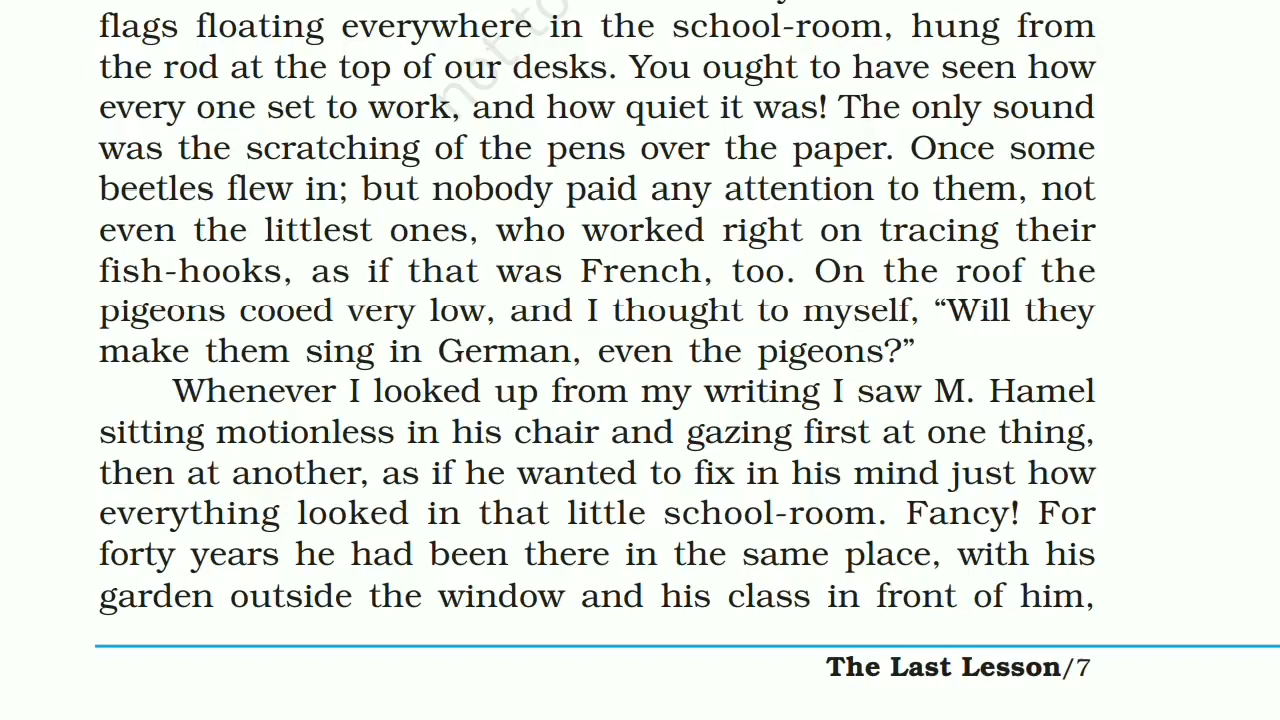 flags floating everywhere in the school-room, hung from
the rod at the top of our desks. You ought to have seen how
every one set to work, and how quiet it was! The only sound
was the scratching of the pens over the paper. Once some
beetles flew in; but nobody paid any attention to them, not
even the littlest ones, who worked right on tracing their
fish-hooks, as if that was French, too. On the roof the
pigeons cooed very low, and I thought to myself, “Will they
make them sing in German, even the pigeons?”
Whenever I looked up from my writing I saw M. Hamel
sitting motionless in his chair and gazing first at one thing,
then at another, as if he wanted to fix in his mind just how
everything looked in that little school-room. Fancy! For
forty years he had been there in the same place, with his
garden outside the window and his class in front of him,
The Last Lesson/7
not to